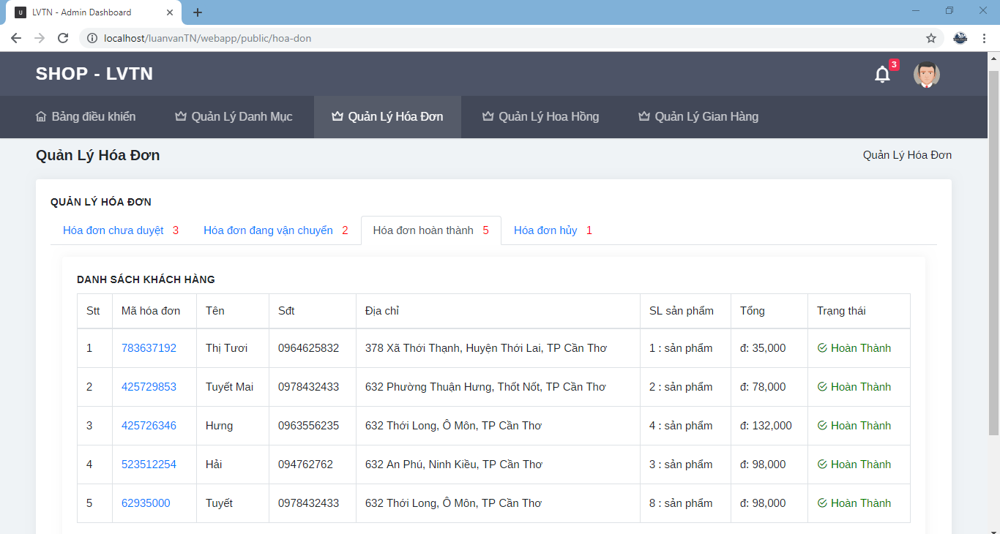 U LVTN - Admin Dashboard
localhost/luanvanTN/webapp/public/hoa-don
SHOP - LVTN
3
Bảng điều khiển Quản Lý Danh Mục Quản Lý Hóa Đơn Quản Lý Hoa Hồng Quản Lý Gian Hàng
Quản Lý Hóa Đơn Quản Lý Hóa Đơn
QUẢN LÝ HÓA ĐƠN
Hóa đơn chưa duyệt 3 Hóa đơn đang vận chuyển 2 Hóa đơn hoàn thành 5 Hóa đơn hủy 1
DANH SÁCH KHÁCH HÀNG
Stt Mã hóa đơn Tên Sđt Địa chỉ SL sản phẩm Tổng Trạng thái
1 783637192 Thị Tươi 0964625832 378 Xã Thới Thạnh, Huyện Thới Lai, TP Cần Thơ 1 : sản phẩm đ: 35,000 Hoàn Thành
2 425729853 Tuyết Mai 0978432433 632 Phường Thuận Hưng, Thốt Nốt, TP Cần Thơ 2 : sản phẩm đ: 78,000 Hoàn Thành
3 425726346 Hưng 0963556235 632 Thới Long, Ô Môn, TP Cần Thơ 4 : sản phẩm đ: 132,000 Hoàn Thành
4 523512254 Hải 094762762 632 An Phú, Ninh Kiều, TP Cần Thơ 3 : sản phẩm đ: 98,000 Hoàn Thành
5 62935000 Tuyết 0978432433 632 Thới Long, Ô Môn, TP Cần Thơ 8 : sản phẩm đ: 98,000 Hoàn Thành